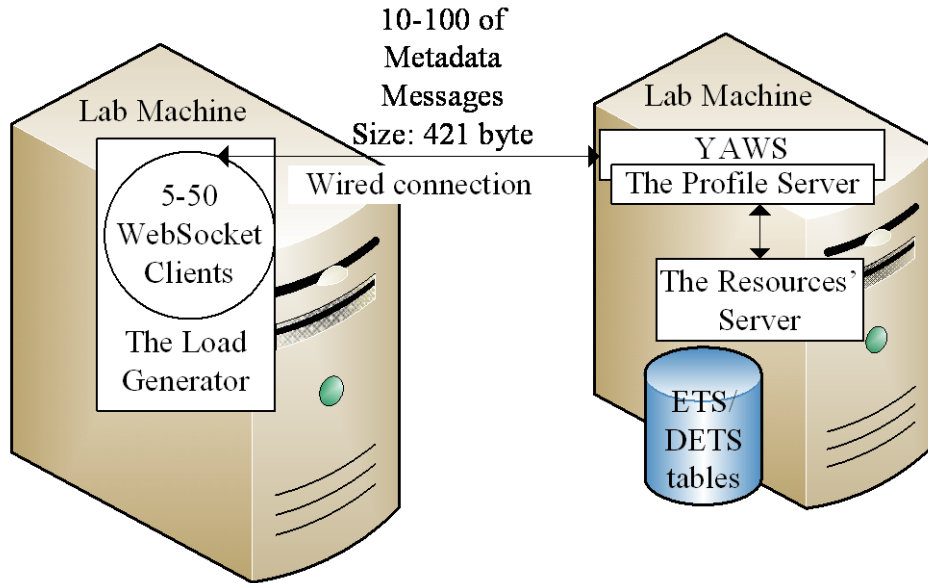 10-100 of
Metadata
Messages
Size: 421 byte
Wired connection
Lab Machine
5-50
WebSocket
Clients
The Load
Generator
Lab Machine
YAWS
The Profile Server
The Resources’
Server
ETS/
DETS
tables